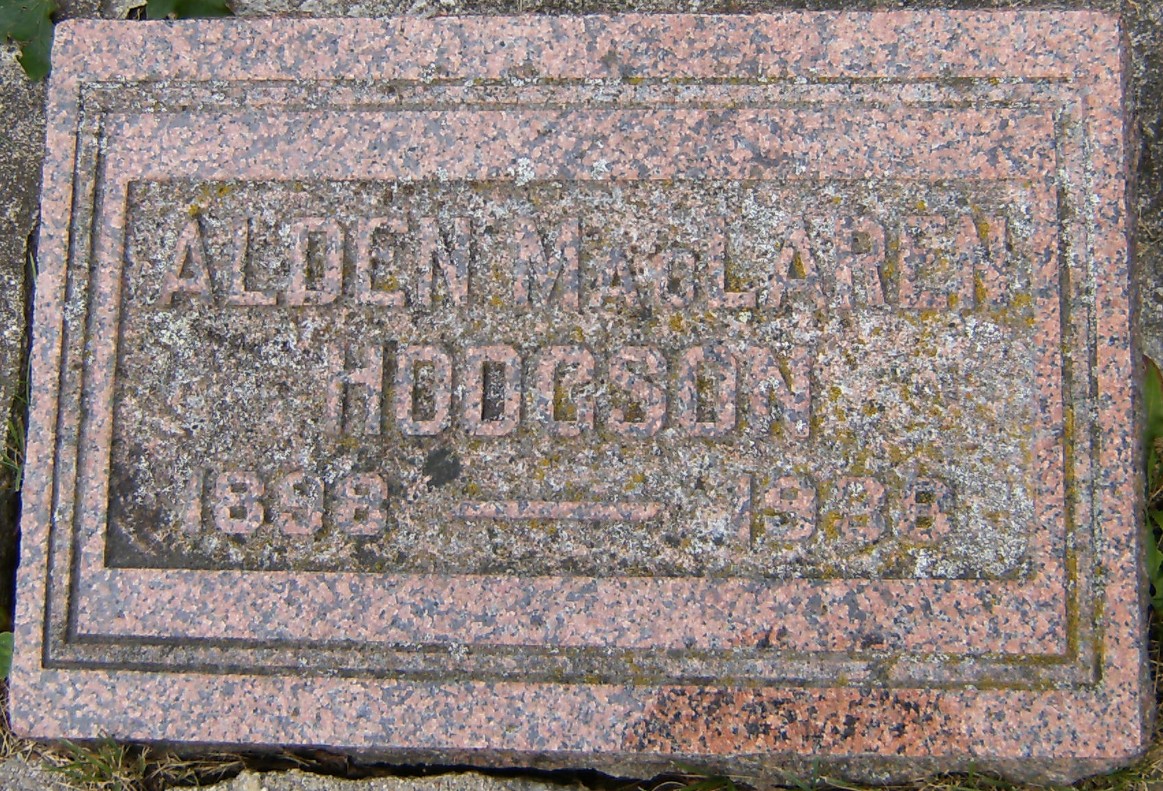 ALDEN MACLAREN
HODGSON
1898 —